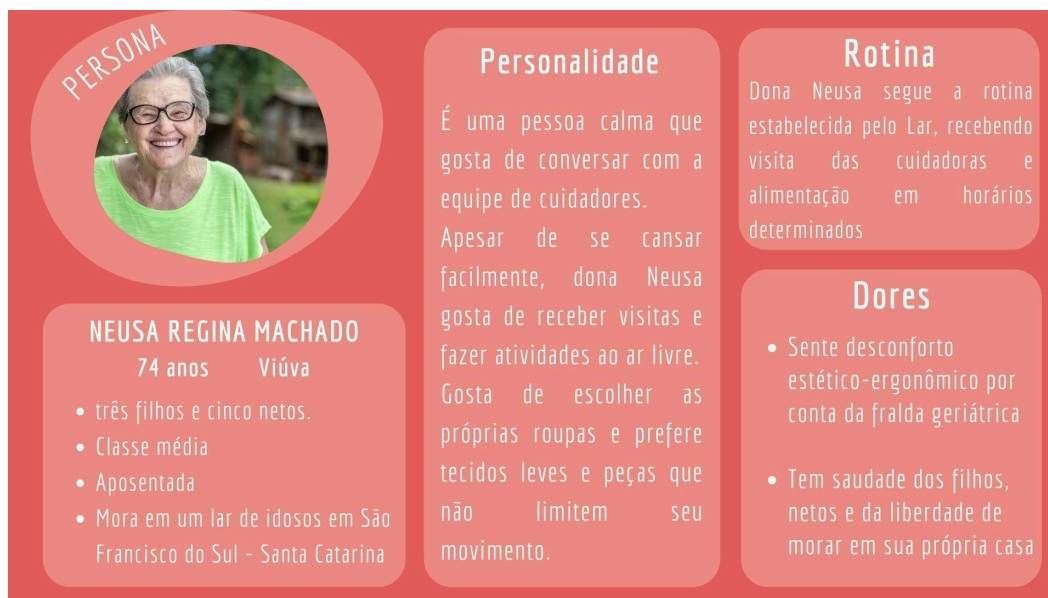 PERSONA
NEUSA REGINA MACHADO
74 anos Viúva
• três filhos e cinco netos.
• Classe média
• Aposentada
• Mora em um lar de idosos em São
Francisco do Sul - Santa Catarina
Personalidade
É uma pessoa calma que
gosta de conversar com a
equipe de cuidadores.
Apesar de se cansar
facilmente, dona Neusa
gosta de receber visitas e
fazer atividades ao ar livre.
Gosta de escolher as
próprias roupas e prefere
tecidos leves e peças que
não limitem seu
movimento.
Rotina
Dona Neusa segue a rotina
estabelecida pelo Lar, recebendo
visita das cuidadoras e
alimentação em horários
determinados
Dores
• Sente desconforto
estético-ergonômico por
conta da fralda geriátrica
• Tem saudade dos filhos,
netos e da liberdade de
morar em sua própria casa